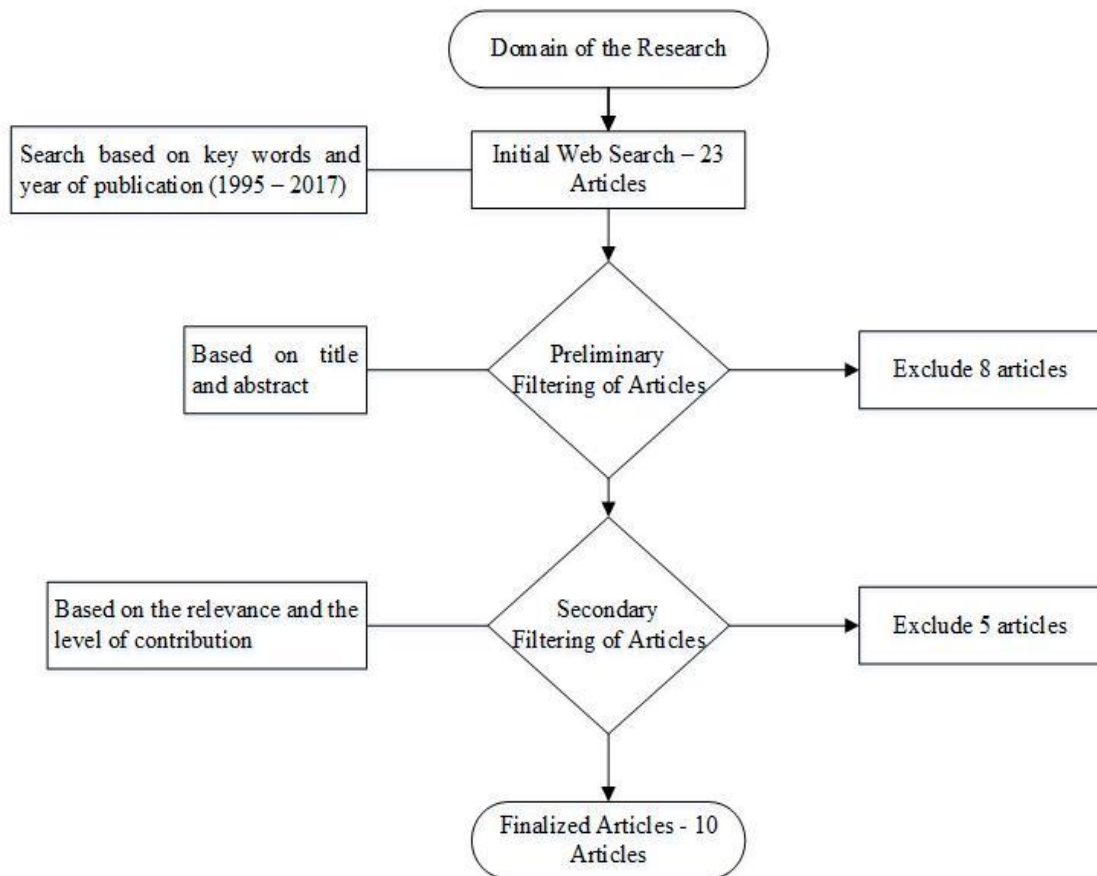 Domain of the Research
Search based on key words and
year of publication (1995 – 2017)
Initial Web Search – 23
Articles
Based on title
and abstract
Preliminary
Filtering of Articles
Exclude 8 articles
Based on the relevance and the
level of contribution
Secondary
Filtering of Articles
Exclude 5 articles
Finalized Articles - 10
Articles